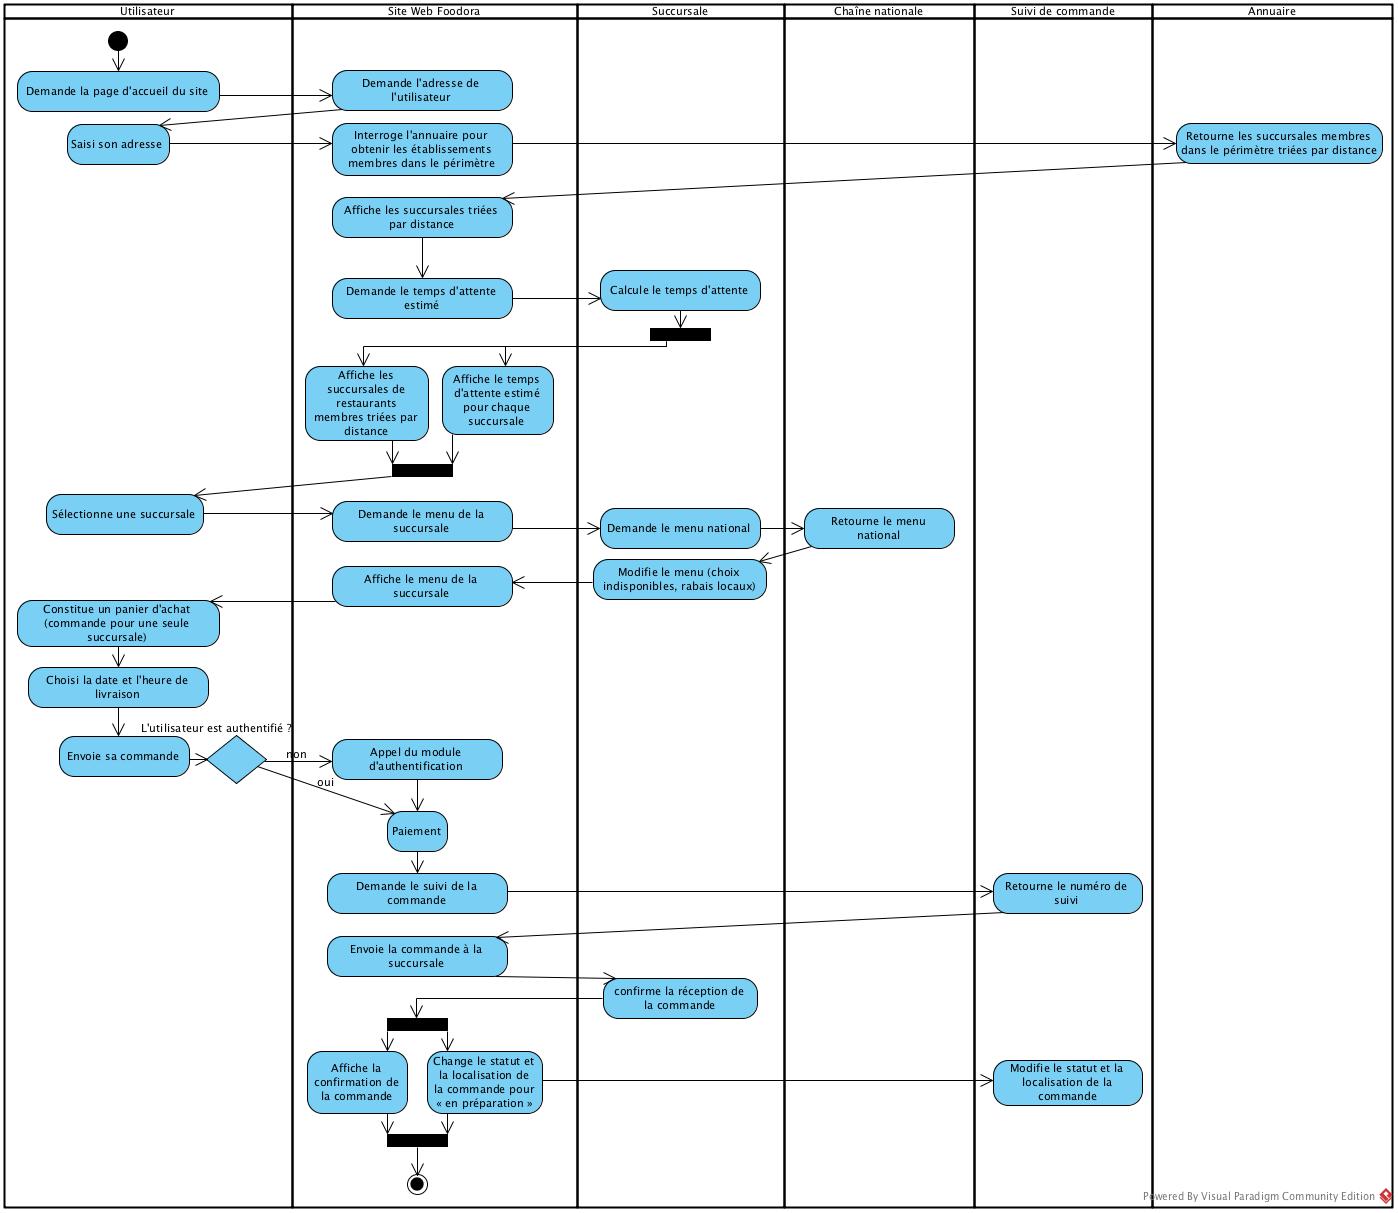 Utilisateur
Site Web Foodora
Succursale
Chaîne nationale
Suivi de commande
Annuaire
Demande la page d'accueil du site
Demande l'adresse de
l'utilisateur
Saisi son adresse
Interroge l'annuaire pour
obtenir les établissements
membres dans le périmètre
Retourne les succursales membres
dans le périmètre triées par distance
Affiche les succursales triées
par distance
Demande le temps d'attente
estimé
Calcule le temps d'attente
Affiche les
succursales de
restaurants
membres triées par
distance
Affiche le temps
d'attente estimé
pour chaque
succursale
Sélectionne une succursale
Demande le menu de la
succursale
Demande le menu national
Retourne le menu
national
Modifie le menu (choix
indisponibles, rabais locaux)
Affiche le menu de la
succursale
Constitue un panier d'achat
(commande pour une seule
succursale)
Choisi la date et l'heure de
livraison
L'utilisateur est authentifié ?
Envoie sa commande
non
oui
Appel du module
d'authentification
Paiement
Demande le suivi de la
commande
Retourne le numéro de
suivi
Envoie la commande à la
succursale
confirme la réception de
la commande
Affiche la
confirmation de
la commande
Change le statut et
la localisation de
la commande pour
« en préparation »
Modifie le statut et la
localisation de la
commande
Powered By Visual Paradigm Community Edition